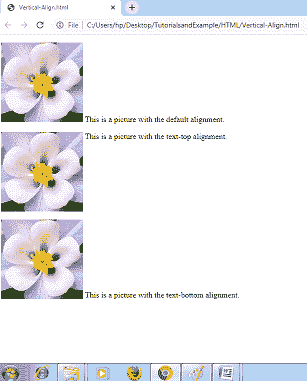 Vertical-Align.html
File C:/Users/hp/Desktop/TutorialsandExample/HTML/Vertical-Align.html
This is a picture with the default alignment.
This is a picture with the text-top alignment.
This is a picture with the text-bottom alignment.